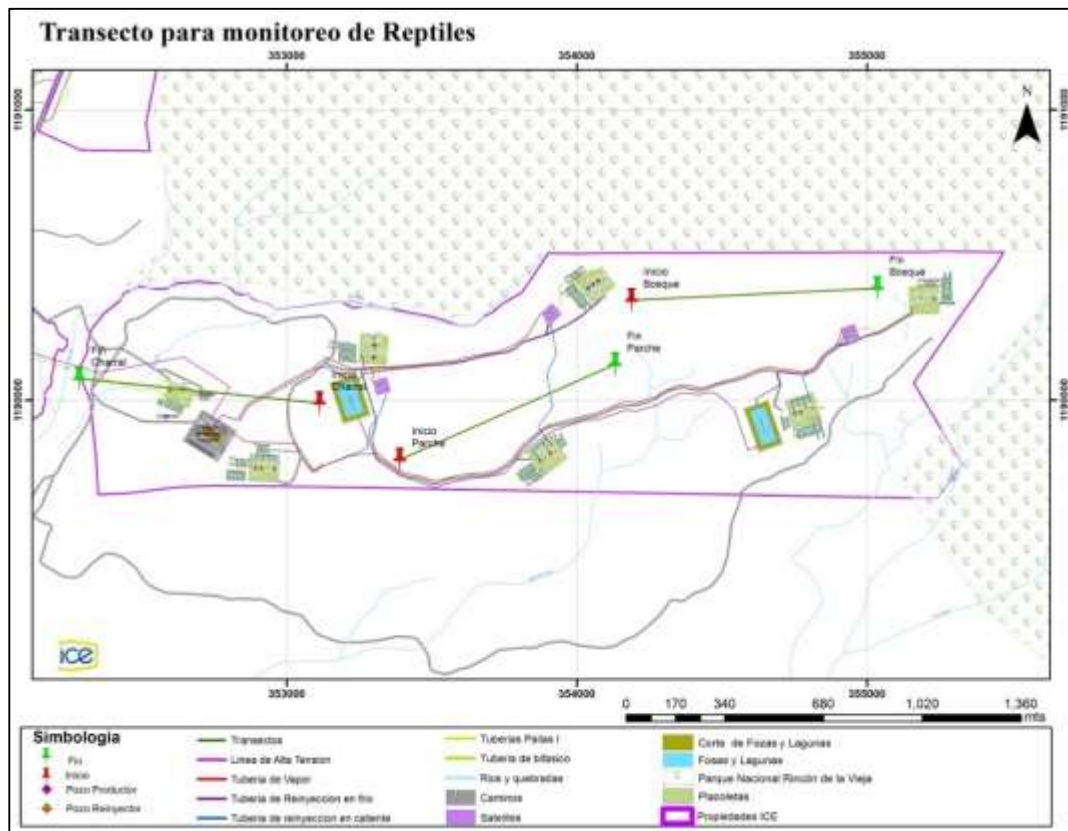 Transecto para monitoreo de Reptiles
353000 354000 355000
1191000 1191000
N
Fin
Bosque
Inicio
Bosque
Fin
Parche
Fin
Charral
1190000 1190000
Inicio
Parche
ice
353000 354000 355000
0 170 340 680 1,020 1,360
mts
Simbología
Fin
Inicio
Pozo Productor
Pozo Reinyector
Transectos
Linea de Alta Tension
Tuberia de Vapor
Tuberia de Reinyeccion en frio
Tuberia de reinyeccion en caliente
Tuberias Pailas I
Tuberia de bifasico
Rios y quebradas
Caminos
Satelites
Corte de Fosas y Lagunas
Fosas y Lagunas
Parque Nacional Rincón de la Vieja
Plazoletas
Propiedades ICE